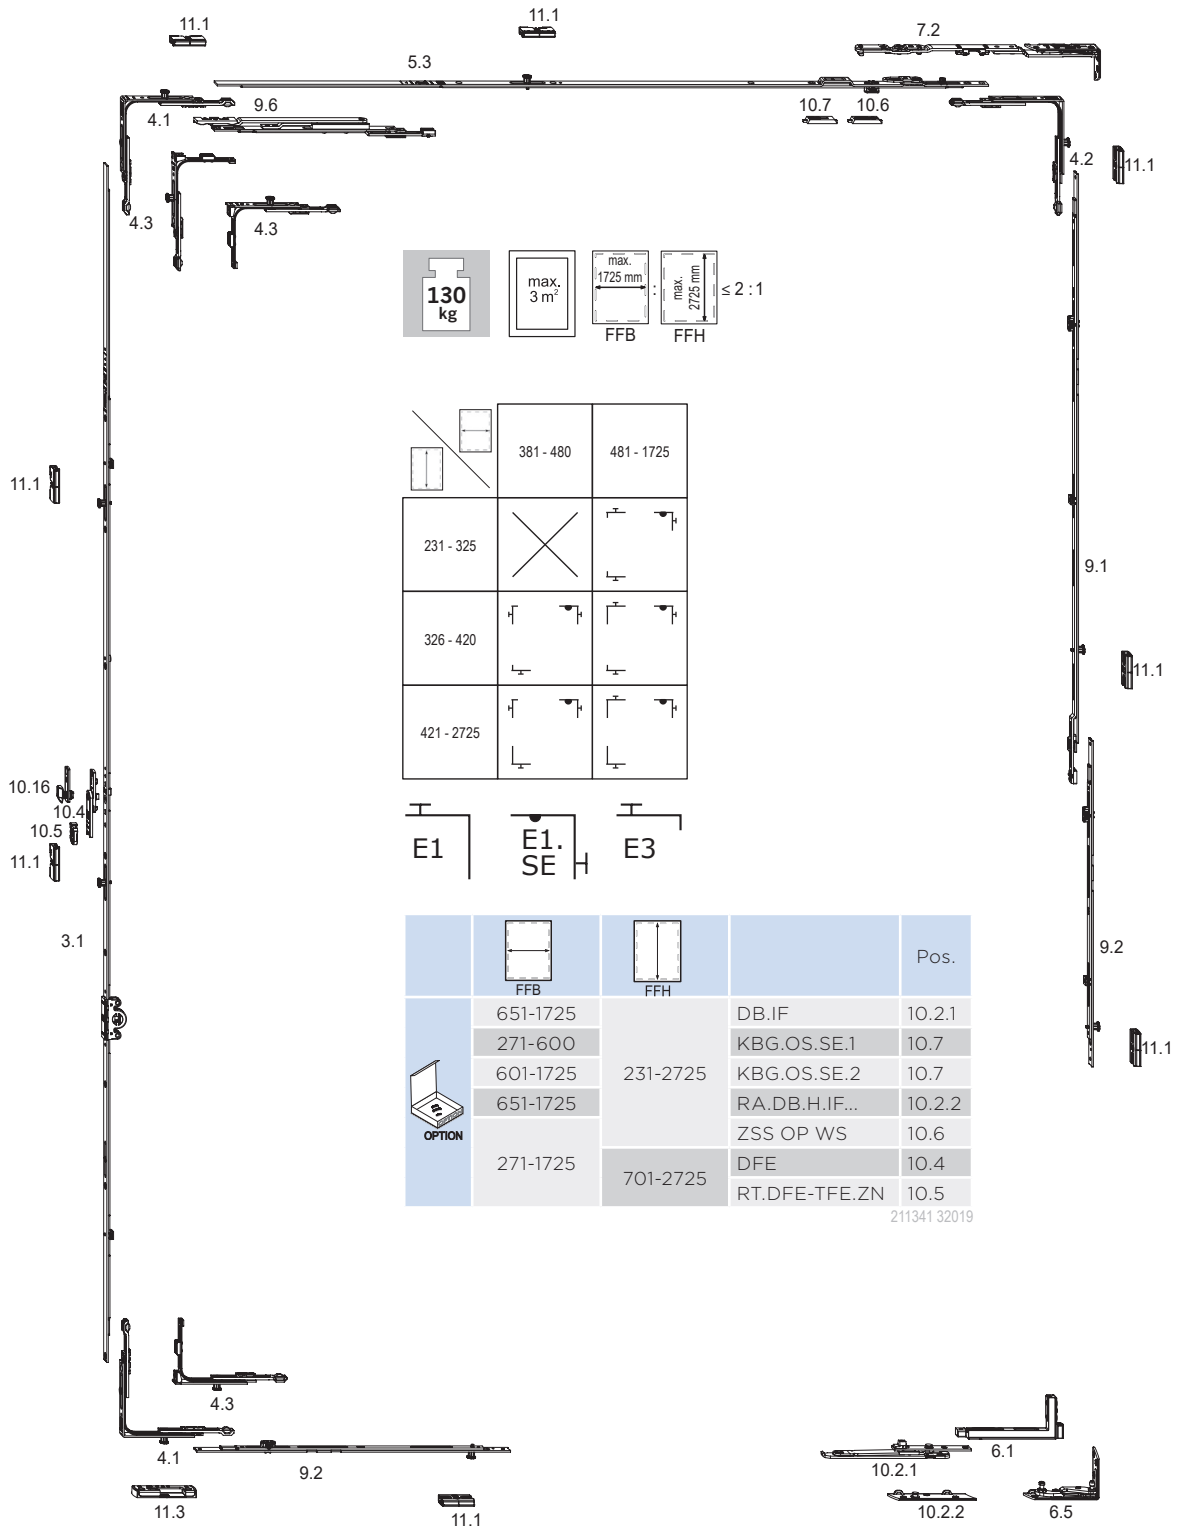 11.1
11.1
7.2
5.3
4.1
9.6
10.7
10.6
4.2
11.1
4.3
4.3
130
kg
max.
3 m²
max.
1725 mm
FFB
:
max.
2725 mm
FFH
≤ 2 : 1
381 - 480
481 - 1725
231 - 325
326 - 420
421 - 2725
11.1
9.1
11.1
10.16
10.4
10.5
11.1
E1
E1.
SE
E3
3.1
9.2
11.1
FFB
FFH
Pos.
OPTION
651-1725
231-2725
DB.IF
10.2.1
271-600
KBG.OS.SE.1
10.7
601-1725
KBG.OS.SE.2
10.7
651-1725
RA.DB.H.IF...
10.2.2
271-1725
ZSS OP WS
10.6
701-2725
DFE
10.4
RT.DFE-TFE.ZN
10.5
211341 32019
4.3
4.1
9.2
11.3
11.1
10.2.1
6.1
10.2.2
6.5